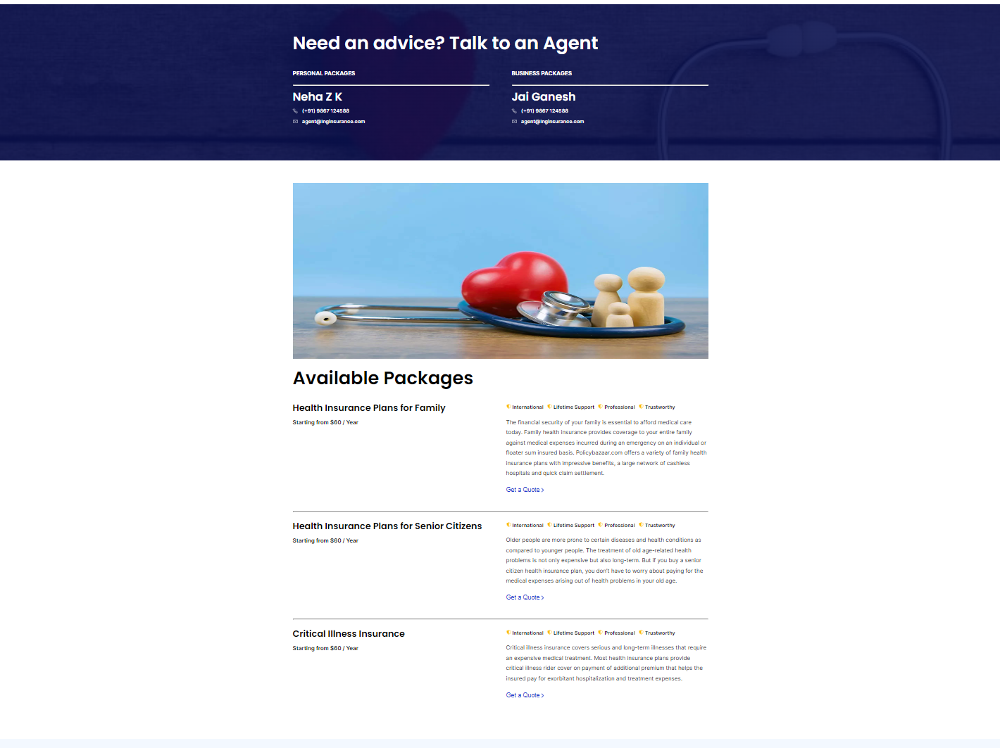 Need an advice? Talk to an Agent
PERSONAL PACKAGES
Neha Z K
(+91) 9867 124588
agent@lnginsurance.com
BUSINESS PACKAGES
Jai Ganesh
(+91) 9867 124588
agent@lnginsurance.com
Available Packages
Health Insurance Plans for Family
Starting from $60 / Year
International Lifetime Support Professional Trustworthy
The financial security of your family is essential to afford medical care
today. Family health insurance provides coverage to your entire family
against medical expenses incurred during an emergency on an individual or
floater sum insured basis. Policybazaar.com offers a variety of family health
insurance plans with impressive benefits, a large network of cashless
hospitals and quick claim settlement.
Get a Quote >
Health Insurance Plans for Senior Citizens
Starting from $60 / Year
International Lifetime Support Professional Trustworthy
Older people are more prone to certain diseases and health conditions as
compared to younger people. The treatment of old age-related health
problems is not only expensive but also long-term. But if you buy a senior
citizen health insurance plan, you don't have to worry about paying for the
medical expenses arising out of health problems in your old age.
Get a Quote >
Critical Illness Insurance
Starting from $60 / Year
International Lifetime Support Professional Trustworthy
Critical illness insurance covers serious and long-term illnesses that require
an expensive medical treatment. Most health insurance plans provide
critical illness rider cover on payment of additional premium that helps the
insured pay for exorbitant hospitalization and treatment expenses.
Get a Quote >